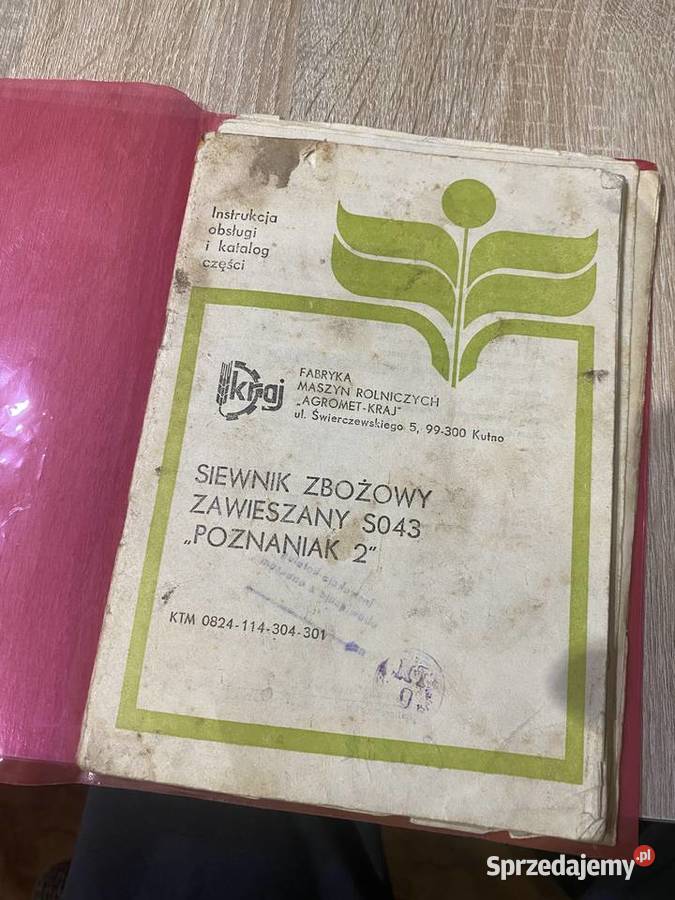 Instrukcja
obsługi
i katalog
części
kraj
FABRYKA
MASZYN ROLNICZYCH
„AGROMET-KRAJ"
ul. Świerczewskiego 5, 99-300 Kutno
SIEWNIK ZBOŻOWY
ZAWIESZANY S043
„POZNANIAK 2"
KTM 0824-114-304-301
Sprzedajemy.pl